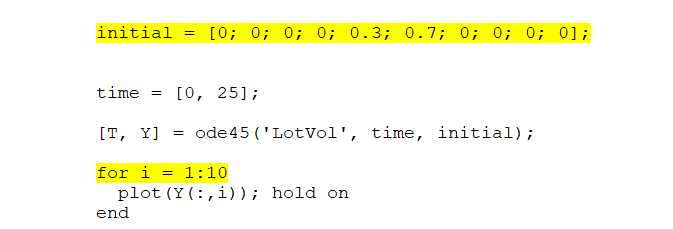 initial = [0; 0; 0; 0; 0.3; 0.7; 0; 0; 0; 0];
time = [0, 25];
[T, Y] = ode45('LotVol', time, initial);
for i = 1:10
plot(Y(:,i)); hold on
end